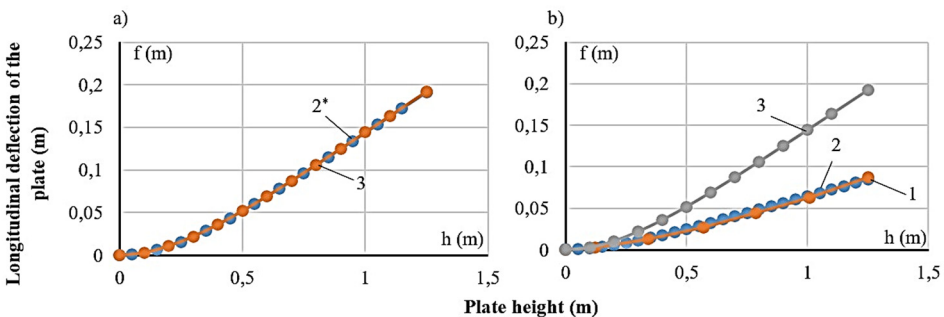 a)
Longitudinal deflection of the
plate (m)
0,25
0,2
0,15
0,1
0,05
0
f (m)
2*
3
h (m)
0
0,5
1
1,5
b)
0,25
0,2
0,15
0,1
0,05
0
f (m)
3
2
1
h (m)
0
0,5
1
1,5
Plate height (m)